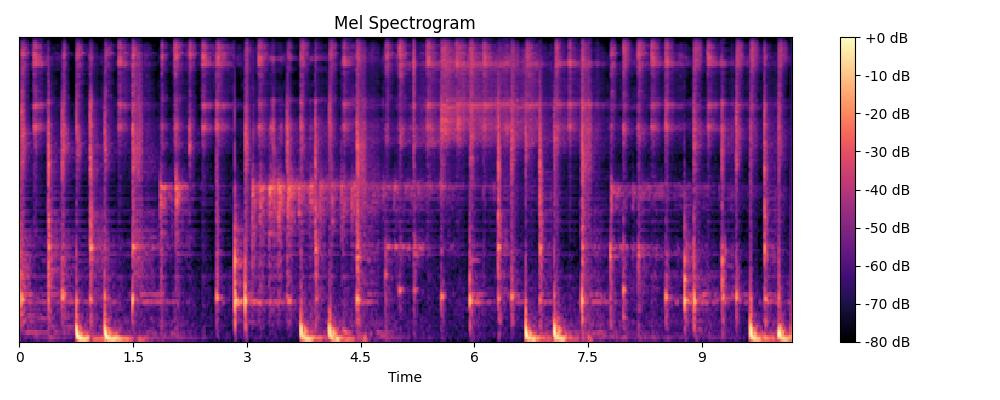 Mel Spectrogram
+0 dB
-10 dB
-20 dB
-30 dB
-40 dB
-50 dB
-60 dB
-70 dB
-80 dB
0 1.5 3 4.5 6 7.5 9
Time